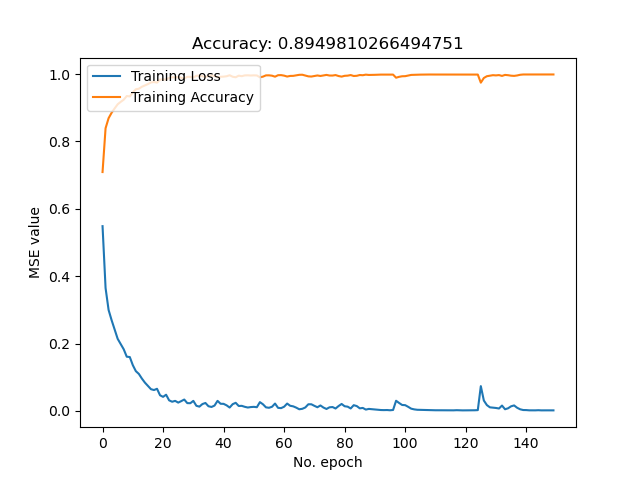 Accuracy: 0.8949810266494751
Training Loss
Training Accuracy
MSE value
1.0
0.8
0.6
0.4
0.2
0.0
0 20 40 60 80 100 120 140
No. epoch